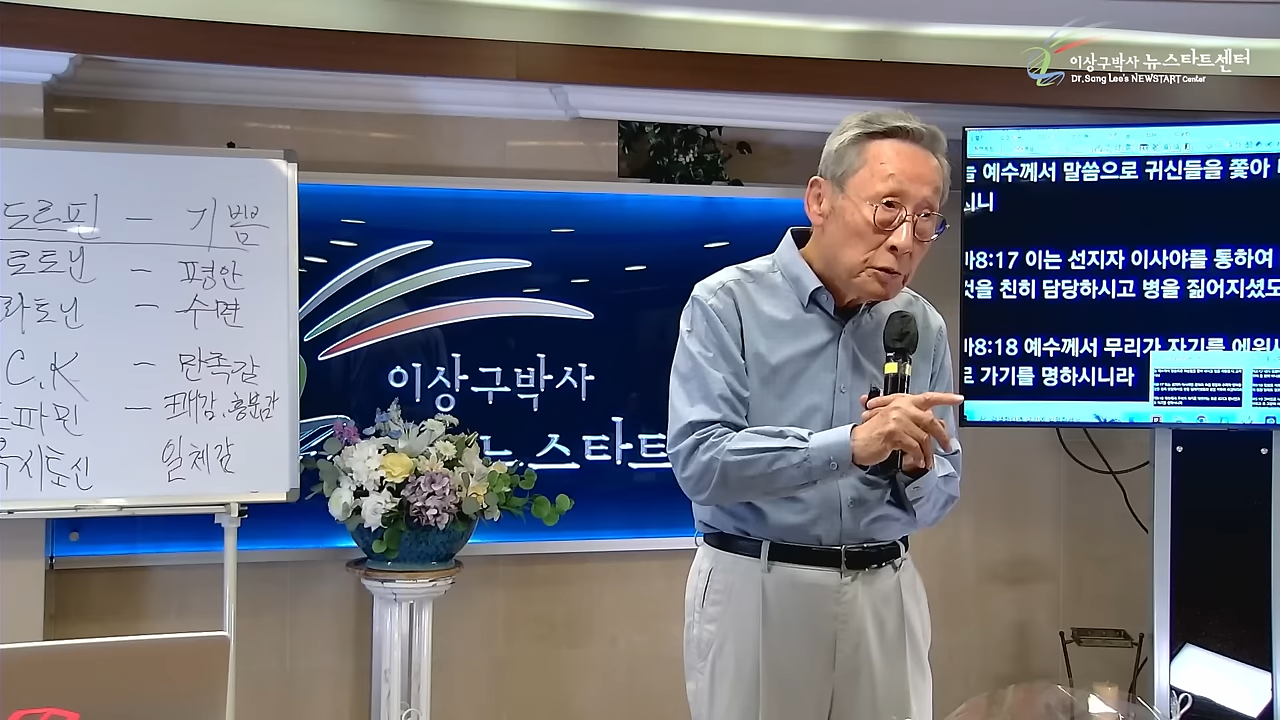 이상구박사 뉴스타트센터
Dr. Sang Lee's NEWSTART Center
도르핀 - 기쁨
로토닌 - 평안
라토닌 - 수면
C.K - 만족감
파민 - 쾌감.흥분감
시토신 일체감
이상구박사
뉴스타트
예수께서 말씀으로 귀신들을 쫓아
니
8:17 이는 선지자 이사야를 통하여
것을 친히 담당하시고 병을 짊어지셨도
8:18 예수께서 무리가 자기를 에워
로 가기를 명하시니라